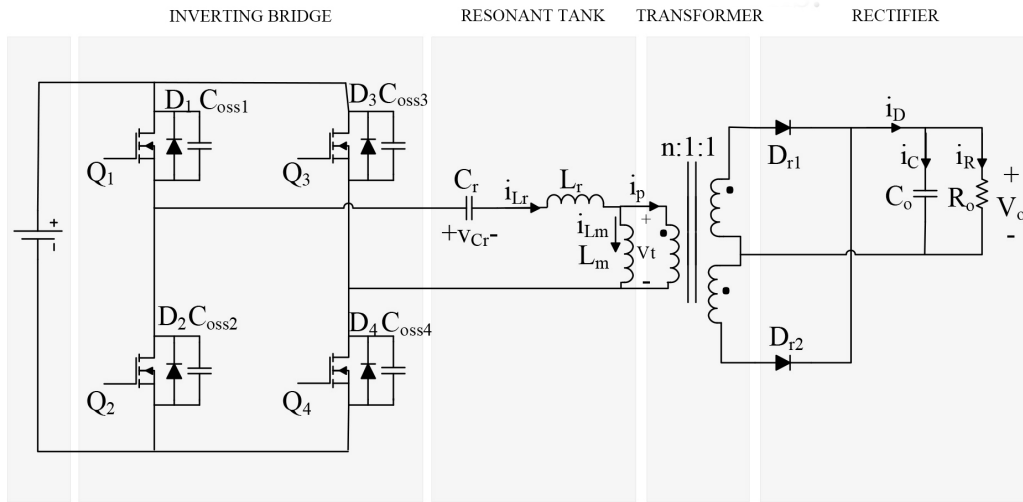 INVERTING BRIDGE RESONANT TANK TRANSFORMER RECTIFIER
D1 Coss1 D3 Coss3
Q1 Q3
n:1:1
Dr1
iD
iC iR
Co Ro
+
Vo
-
Cr iLr Lr ip
+vCr-
iLm
Lm
+
Vt
-
+
-
D2 Coss2 D4 Coss4
Q2 Q4
Dr2